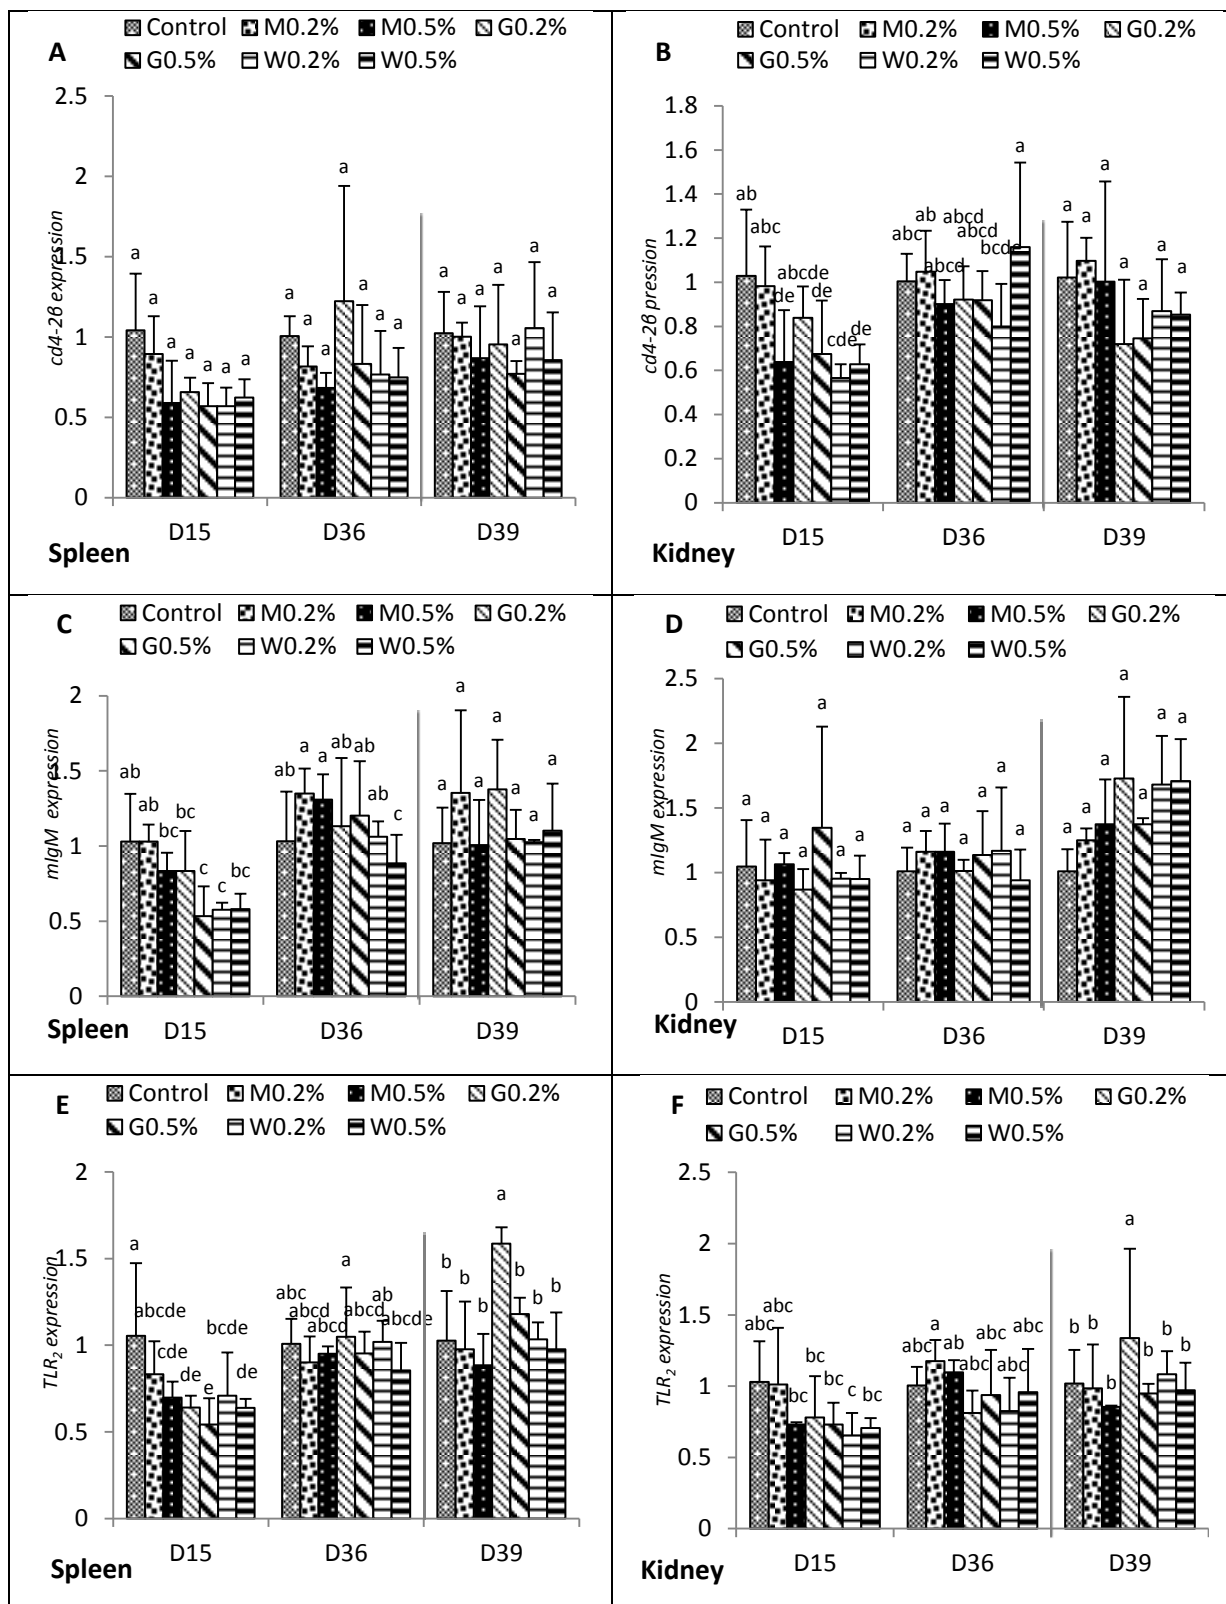 A
Control M0.2% M0.5% G0.2%
G0.5% W0.2% W0.5%
cd4-2β expression
2.5
2
1.5
1
0.5
0
a a a a a a a
a a a a a a a
a a a a a a a
D15 D36 D39
Spleen
B
Control M0.2% M0.5% G0.2%
G0.5% W0.2% W0.5%
cd4-2β pression
1.8
1.6
1.4
1.2
1
0.8
0.6
0.4
0.2
0
ab abc de abcde de cde de
abc ab abcd abcd abcd bcde a
a a a a a a a
D15 D36 D39
Kidney
C
Control M0.2% M0.5% G0.2%
G0.5% W0.2% W0.5%
mIgM expression
2
1.5
1
0.5
0
ab ab bc bc c c bc
ab a a ab ab ab c
a a a a a a a
D15 D36 D39
Spleen
D
Control M0.2% M0.5% G0.2%
G0.5% W0.2% W0.5%
mIgM expression
2.5
2
1.5
1
0.5
0
a a a a a a a
a a a a a a a
a a a a a a a
D15 D36 D39
Kidney
E
Control M0.2% M0.5% G0.2%
G0.5% W0.2% W0.5%
TLR2 expression
2
1.5
1
0.5
0
a abcde cde de e bcde de
abc abcd abcd a abcd a abcde
b b b a b b b
D15 D36 D39
Spleen
F
Control M0.2% M0.5% G0.2%
G0.5% W0.2% W0.5%
TLR2 expression
2.5
2
1.5
1
0.5
0
abc abc bc bc bc c bc
abc a ab abc abc abc abc
b b b a b b b
D15 D36 D39
Kidney